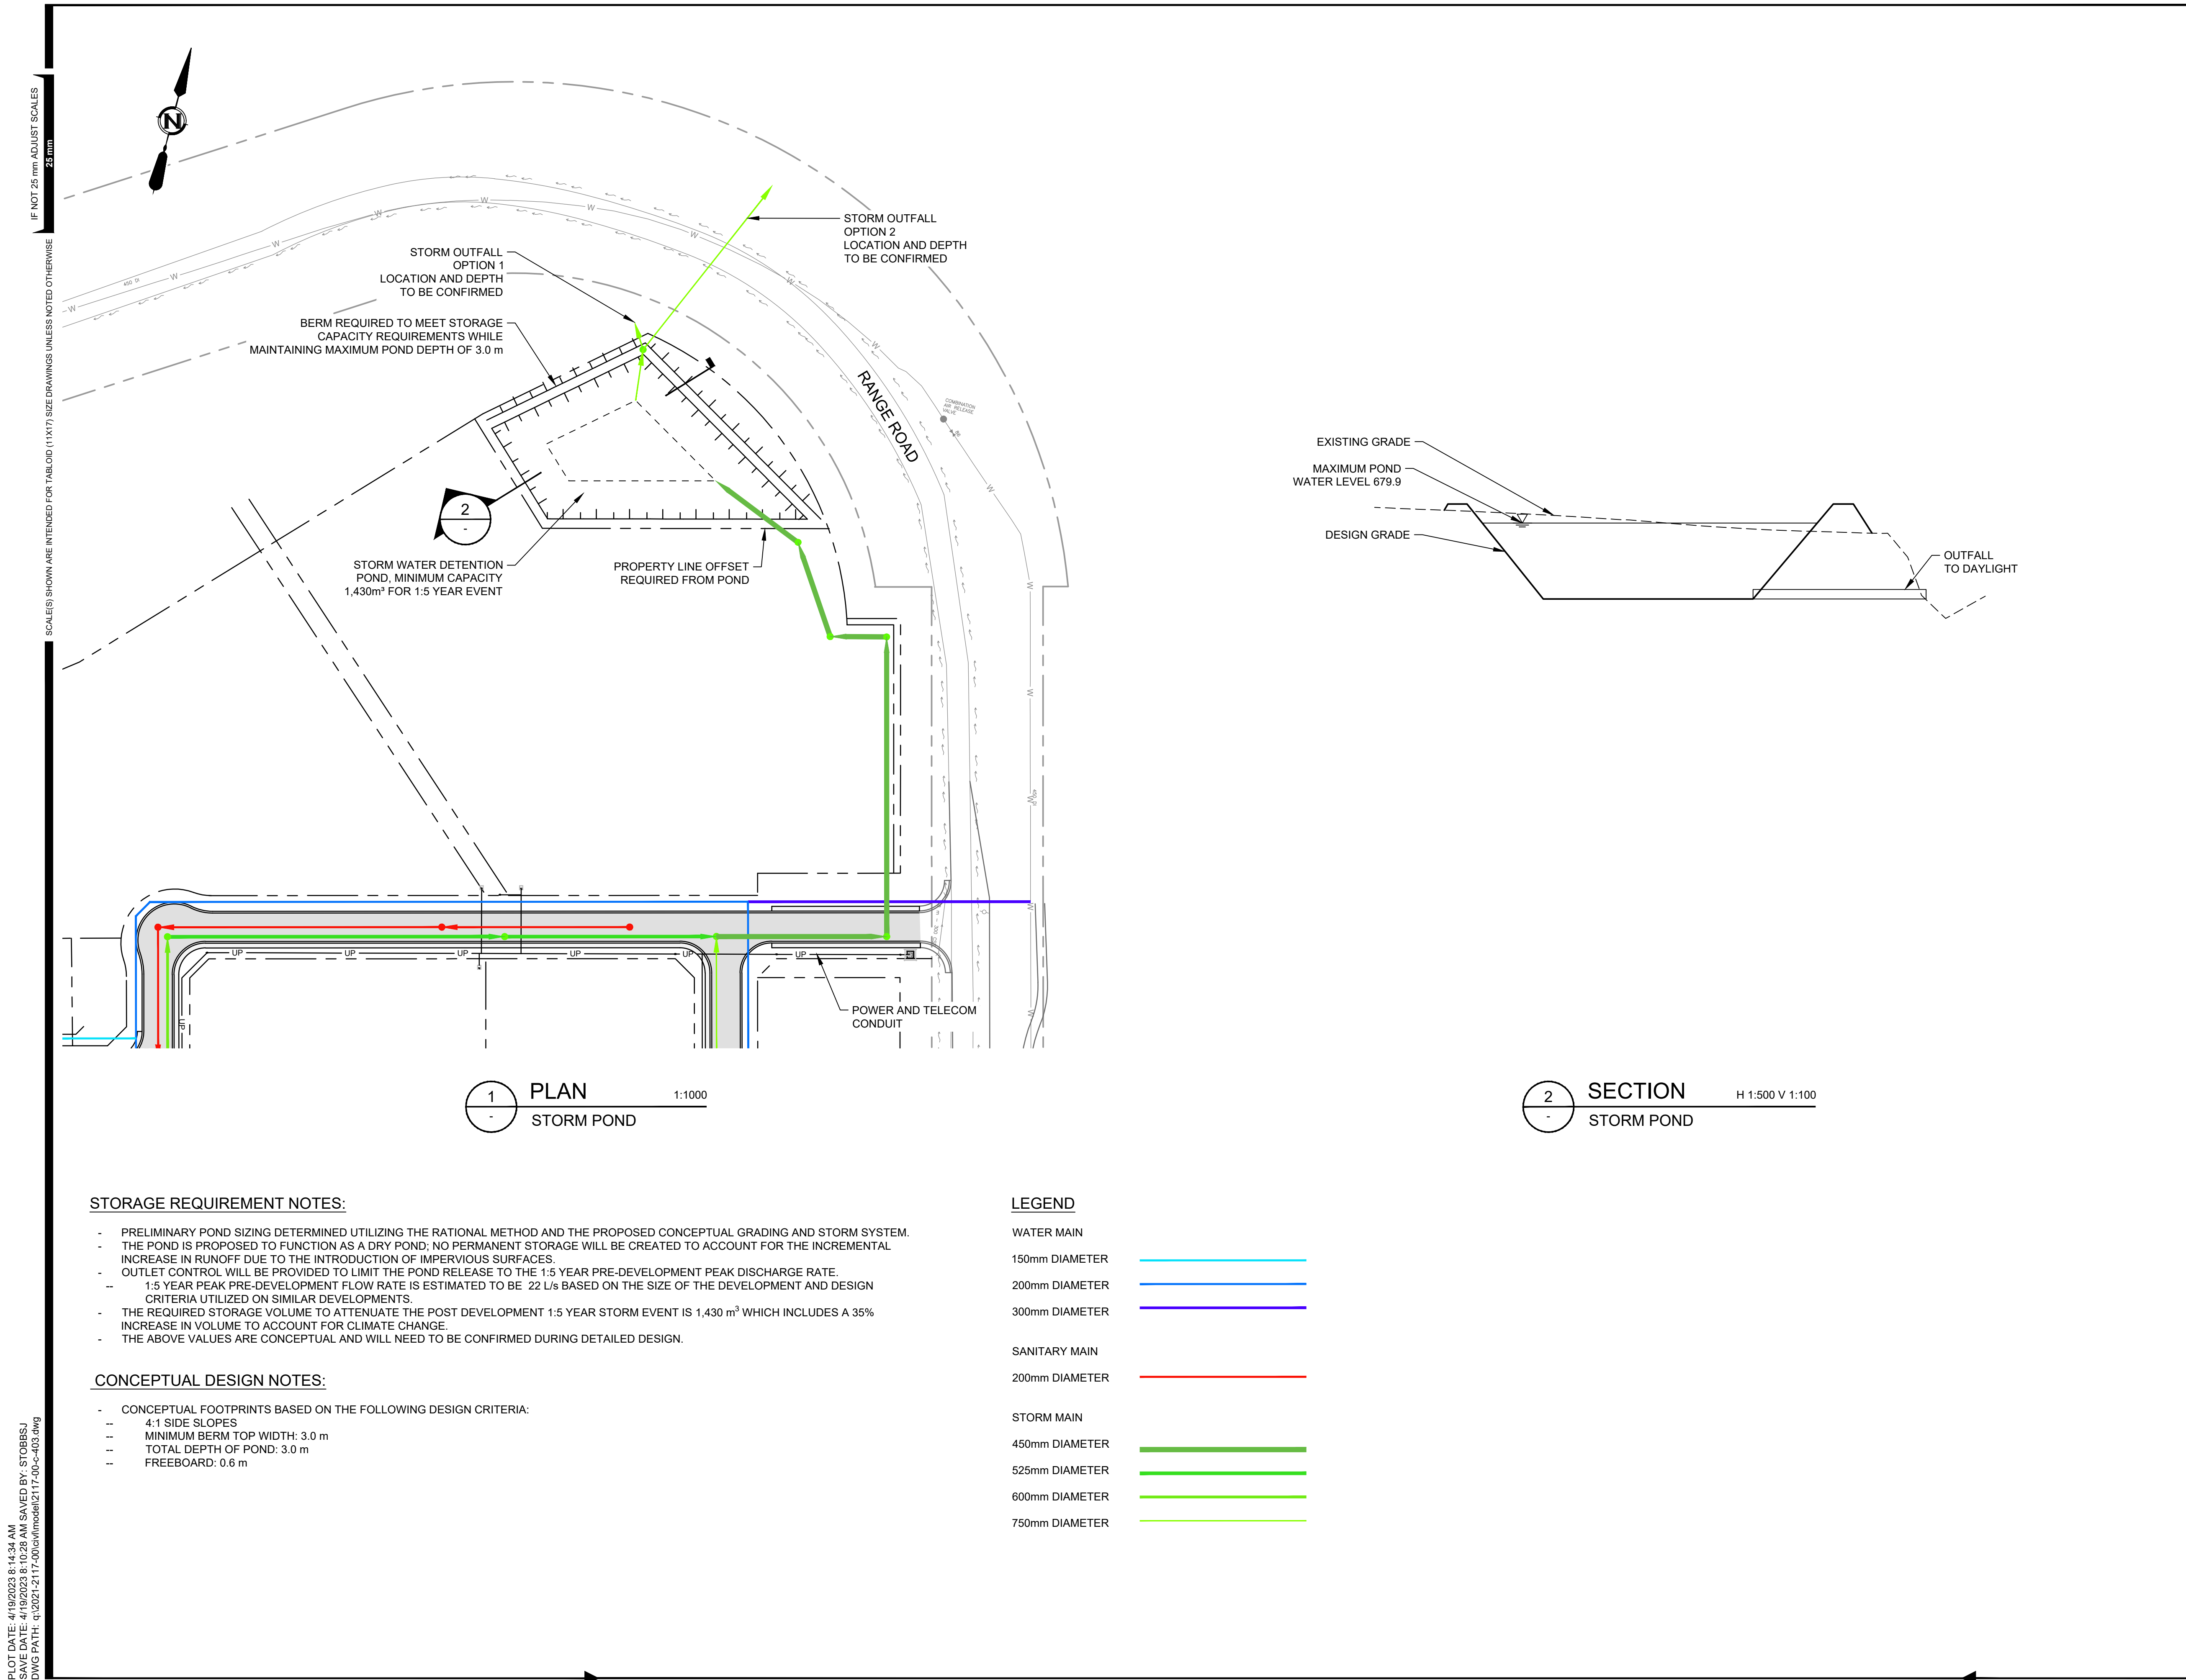 IF NOT 25 mm ADJUST SCALES
25 mm
SCALE(S) SHOWN ARE INTENDED FOR TABLOID (11X17) SIZE DRAWINGS UNLESS NOTED OTHERWISE
PLOT DATE: 4/19/2023 8:14:34 AM
SAVE DATE: 4/19/2023 8:10:28 AM SAVED BY: STOBBSJ
DWG PATH: q:\2021-2117-00\civil\model\2117-00-c-403.dwg
N
STORM OUTFALL
OPTION 2
LOCATION AND DEPTH
TO BE CONFIRMED
STORM OUTFALL
OPTION 1
LOCATION AND DEPTH
TO BE CONFIRMED
BERM REQUIRED TO MEET STORAGE
CAPACITY REQUIREMENTS WHILE
MAINTAINING MAXIMUM POND DEPTH OF 3.0 m
W
W
W
W
W
W
W
W
W
W
W
W
W
W
450 DI
RANGE ROAD
COMBINATION
AIR RELEASE
VALVE
2
-
STORM WATER DETENTION
POND, MINIMUM CAPACITY
1,430m³ FOR 1:5 YEAR EVENT
PROPERTY LINE OFFSET
REQUIRED FROM POND
450 DI
UP
UP
UP
UP
UP
UP
UP
POWER AND TELECOM
CONDUIT
EXISTING GRADE
MAXIMUM POND
WATER LEVEL 679.9
DESIGN GRADE
OUTFALL
TO DAYLIGHT
1
-
PLAN
1:1000
STORM POND
2
-
SECTION
H 1:500 V 1:100
STORM POND
STORAGE REQUIREMENT NOTES:
- PRELIMINARY POND SIZING DETERMINED UTILIZING THE RATIONAL METHOD AND THE PROPOSED CONCEPTUAL GRADING AND STORM SYSTEM.
- THE POND IS PROPOSED TO FUNCTION AS A DRY POND; NO PERMANENT STORAGE WILL BE CREATED TO ACCOUNT FOR THE INCREMENTAL
INCREASE IN RUNOFF DUE TO THE INTRODUCTION OF IMPERVIOUS SURFACES.
- OUTLET CONTROL WILL BE PROVIDED TO LIMIT THE POND RELEASE TO THE 1:5 YEAR PRE-DEVELOPMENT PEAK DISCHARGE RATE.
-- 1:5 YEAR PEAK PRE-DEVELOPMENT FLOW RATE IS ESTIMATED TO BE 22 L/s BASED ON THE SIZE OF THE DEVELOPMENT AND DESIGN
CRITERIA UTILIZED ON SIMILAR DEVELOPMENTS.
- THE REQUIRED STORAGE VOLUME TO ATTENUATE THE POST DEVELOPMENT 1:5 YEAR STORM EVENT IS 1,430 m³ WHICH INCLUDES A 35%
INCREASE IN VOLUME TO ACCOUNT FOR CLIMATE CHANGE.
- THE ABOVE VALUES ARE CONCEPTUAL AND WILL NEED TO BE CONFIRMED DURING DETAILED DESIGN.
CONCEPTUAL DESIGN NOTES:
- CONCEPTUAL FOOTPRINTS BASED ON THE FOLLOWING DESIGN CRITERIA:
-- 4:1 SIDE SLOPES
-- MINIMUM BERM TOP WIDTH: 3.0 m
-- TOTAL DEPTH OF POND: 3.0 m
-- FREEBOARD: 0.6 m
LEGEND
WATER MAIN
150mm DIAMETER
200mm DIAMETER
300mm DIAMETER
SANITARY MAIN
200mm DIAMETER
STORM MAIN
450mm DIAMETER
525mm DIAMETER
600mm DIAMETER
750mm DIAMETER